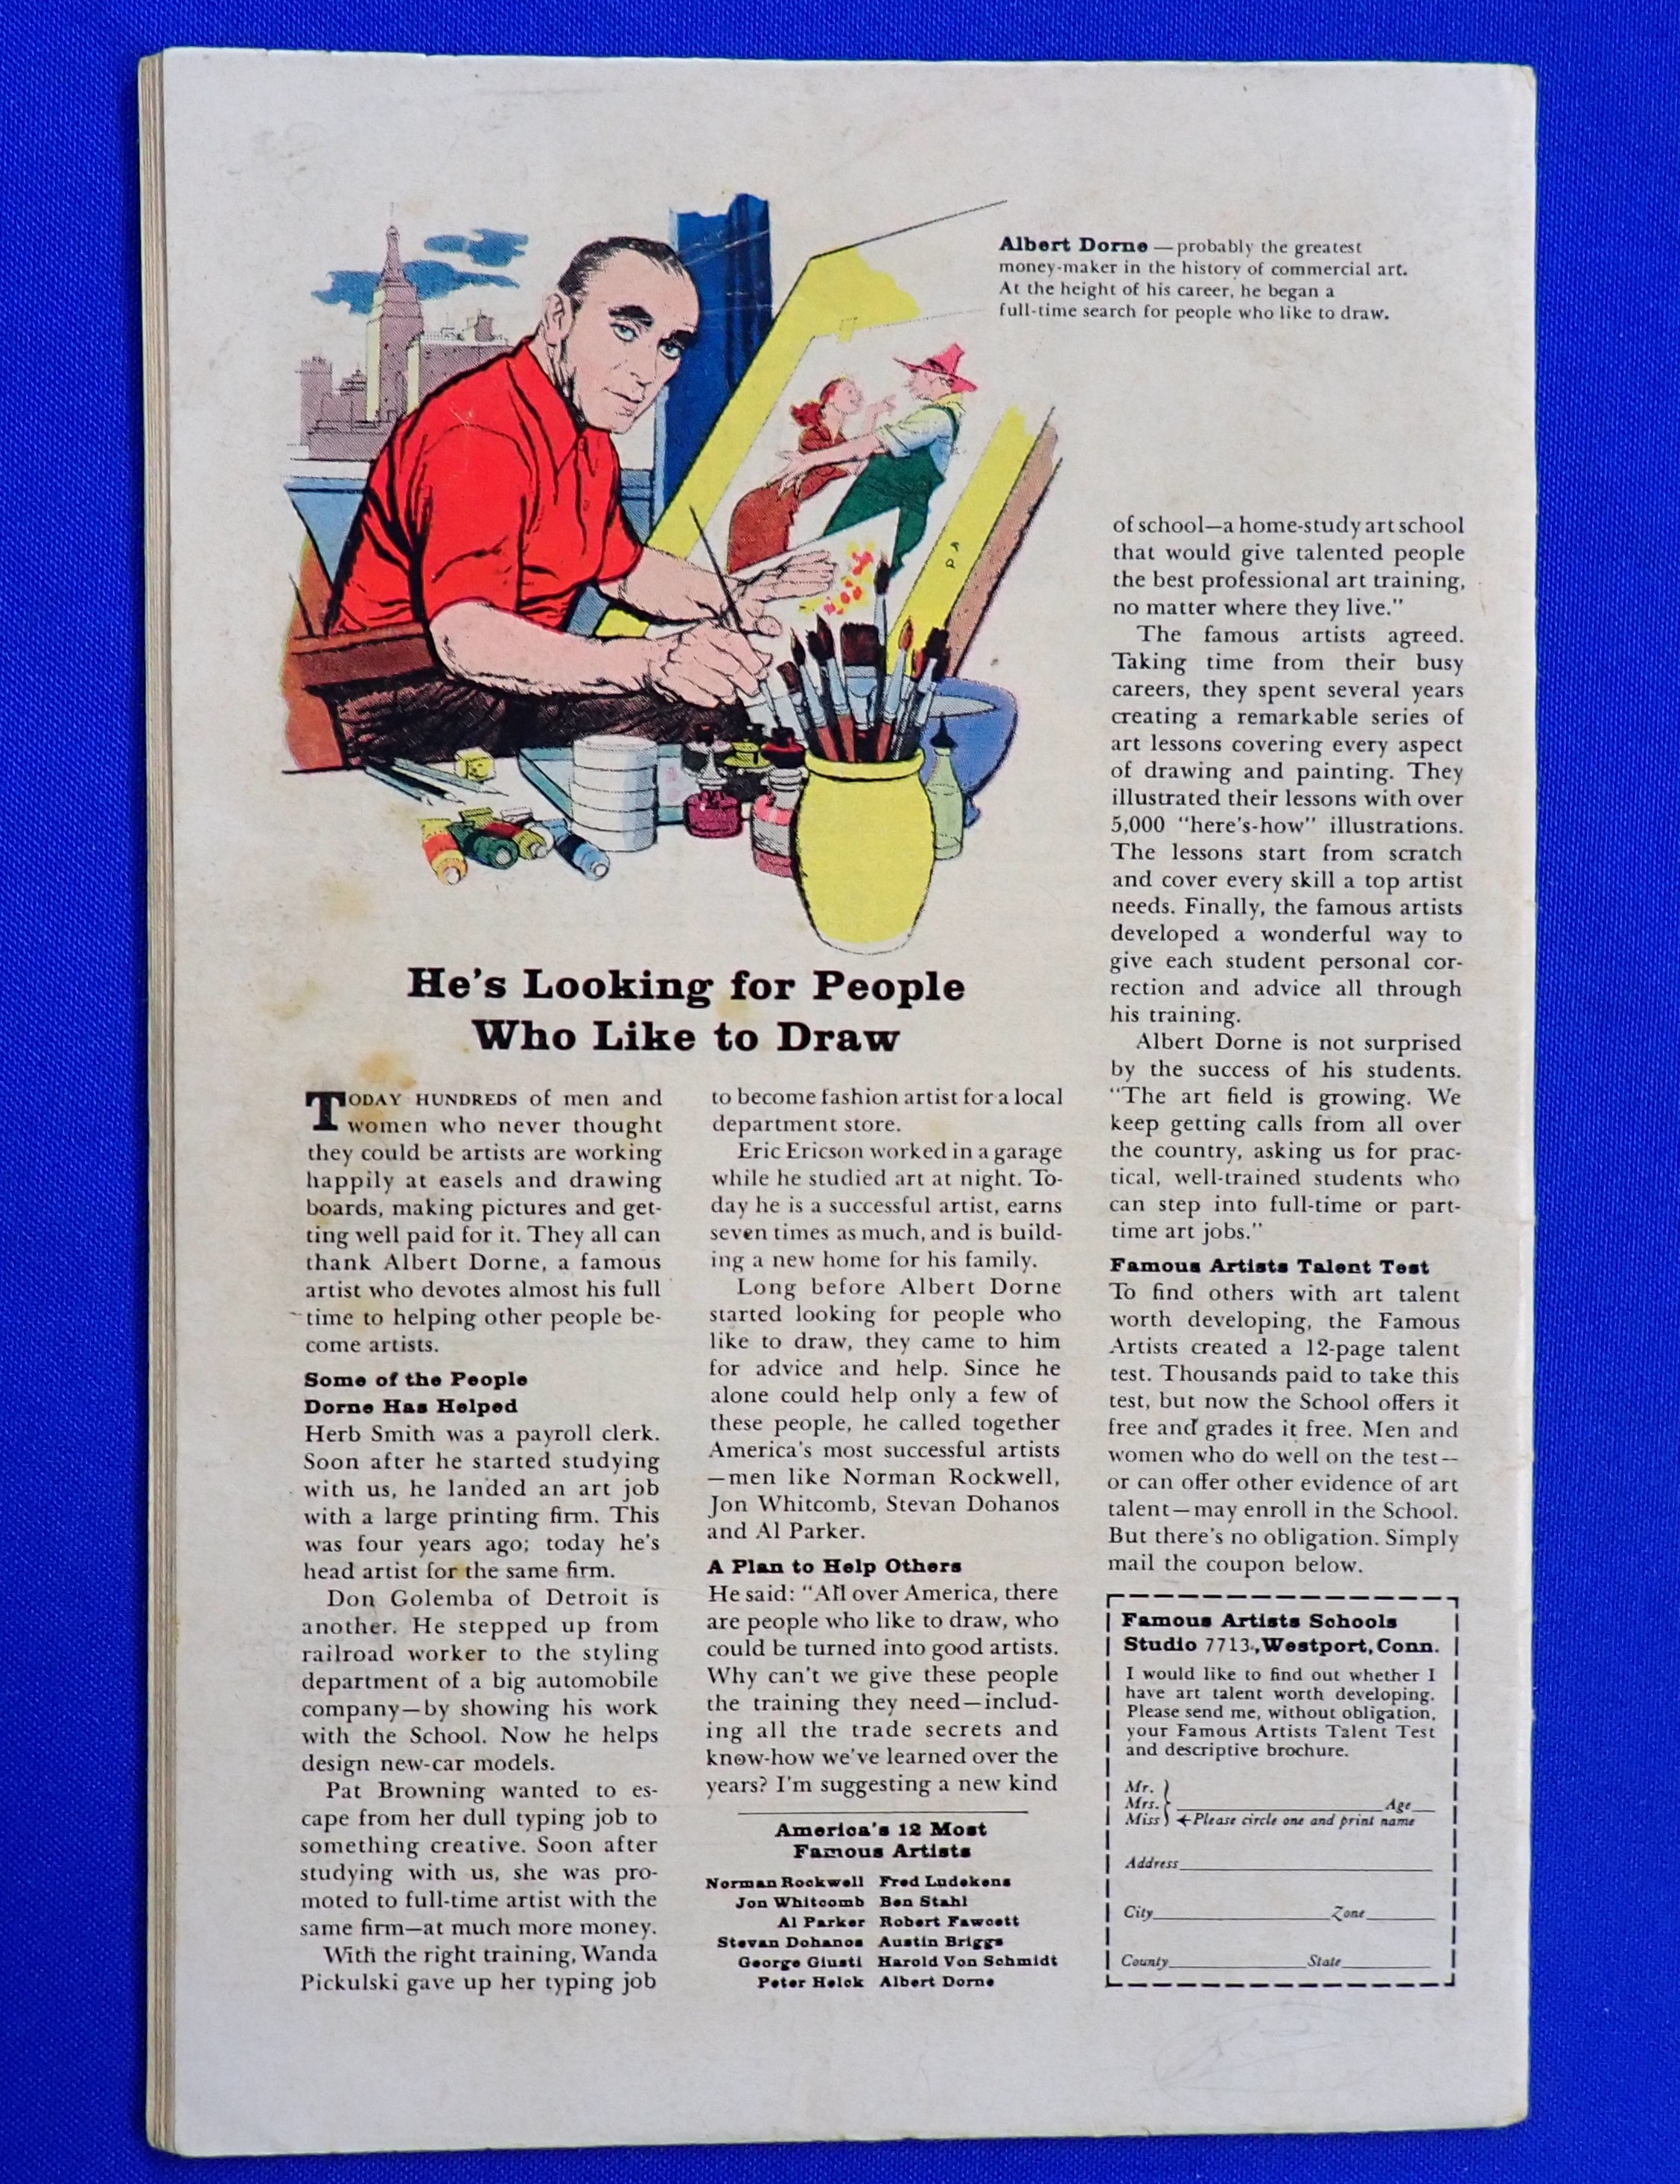 Albert Dorne — probably the greatest
money-maker in the history of commercial art.
At the height of his career, he began a
full-time search for people who like to draw.
He's Looking for People
Who Like to Draw
TODAY HUNDREDS of men and
women who never thought
they could be artists are working
happily at easels and drawing
boards, making pictures and get-
ting well paid for it. They all can
thank Albert Dorne, a famous
artist who devotes almost his full
time to helping other people be-
come artists.
Some of the People
Dorne Has Helped
Herb Smith was a payroll clerk.
Soon after he started studying
with us, he landed an art job
with a large printing firm. This
was four years ago; today he's
head artist for the same firm.
Don Golemba of Detroit is
another. He stepped up from
railroad worker to the styling
department of a big automobile
company—by showing his work
with the School. Now he helps
design new-car models.
Pat Browning wanted to es-
cape from her dull typing job to
something creative. Soon after
studying with us, she was pro-
moted to full-time artist with the
same firm—at much more money.
With the right training, Wanda
Pickulski gave up her typing job
to become fashion artist for a local
department store.
Eric Ericson worked in a garage
while he studied art at night. To-
day he is a successful artist, earns
seven times as much, and is build-
ing a new home for his family.
Long before Albert Dorne
started looking for people who
like to draw, they came to him
for advice and help. Since he
alone could help only a few of
these people, he called together
America's most successful artists
—men like Norman Rockwell,
Jon Whitcomb, Stevan Dohanos
and Al Parker.
A Plan to Help Others
He said: "All over America, there
are people who like to draw, who
could be turned into good artists.
Why can't we give these people
the training they need—includ-
ing all the trade secrets and
know-how we've learned over the
years? I'm suggesting a new kind
America's 12 Most
Famous Artists
Norman Rockwell Fred Ludekens
Jon Whitcomb Ben Stahl
Al Parker Robert Fawcett
Stevan Dohanos Austin Briggs
George Giusti Harold Von Schmidt
Peter Helck Albert Dorne
of school—a home-study art school
that would give talented people
the best professional art training,
no matter where they live."
The famous artists agreed.
Taking time from their busy
careers, they spent several years
creating a remarkable series of
art lessons covering every aspect
of drawing and painting. They
illustrated their lessons with over
5,000 "here's-how" illustrations.
The lessons start from scratch
and cover every skill a top artist
needs. Finally, the famous artists
developed a wonderful way to
give each student personal cor-
rection and advice all through
his training.
Albert Dorne is not surprised
by the success of his students.
"The art field is growing. We
keep getting calls from all over
the country, asking us for prac-
tical, well-trained students who
can step into full-time or part-
time art jobs."
Famous Artists Talent Test
To find others with art talent
worth developing, the Famous
Artists created a 12-page talent
test. Thousands paid to take this
test, but now the School offers it
free and grades it free. Men and
women who do well on the test—
or can offer other evidence of art
talent—may enroll in the School.
But there's no obligation. Simply
mail the coupon below.
Famous Artists Schools
Studio 7713, Westport, Conn.
I would like to find out whether I
have art talent worth developing.
Please send me, without obligation,
your Famous Artists Talent Test
and descriptive brochure.
Mr.
Mrs. Age
Miss ←Please circle one and print name
Address
City Zone
County State